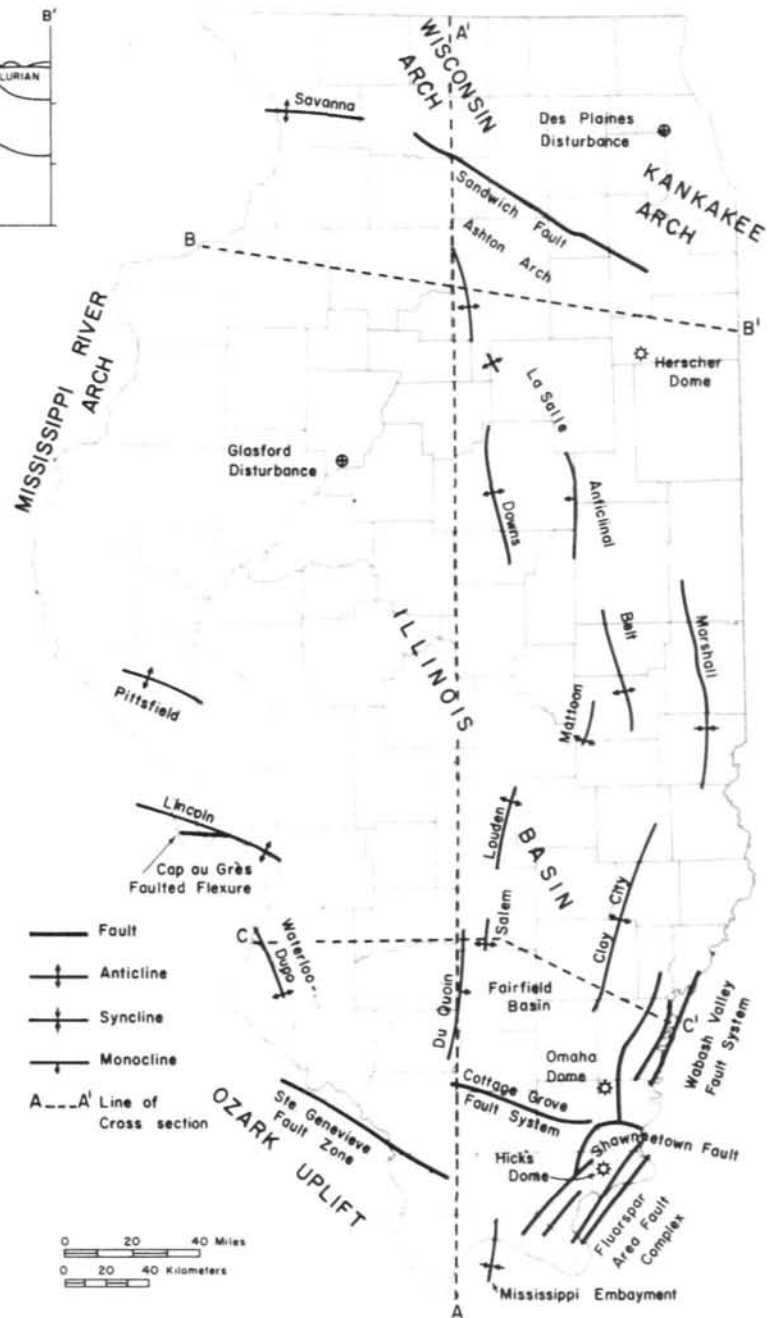 B'
LURIAN
A'
WISCONSIN
ARCH
Savanna
Des Plaines
Disturbance
KANKAKEE
ARCH
Sandwich Fault
Ashton Arch
B
B'
MISSISSIPPI RIVER
ARCH
Herscher
Dome
La Salle
Glasford
Disturbance
Downs
Anticlinal
ILLINOIS
Belt
Marshall
Pittsfield
Mattoon
Lincoln
Louden
BASIN
Cap au Grès
Faulted Flexure
Clay City
Salem
C
Waterloo
Dupo
Fault
Anticline
Syncline
Monocline
A----A' Line of
Cross section
Du Quoin
Fairfield
Basin
C'
Wabash Valley
Fault System
Omaha
Dome
Cottage Grove
Fault System
Ste Genevieve
Fault Zone
OZARK UPLIFT
Shawneetown Fault
Hicks
Dome
Fluorspar
Area Fault
Complex
0 20 40 Miles
0 20 40 Kilometers
Mississippi Embayment
A